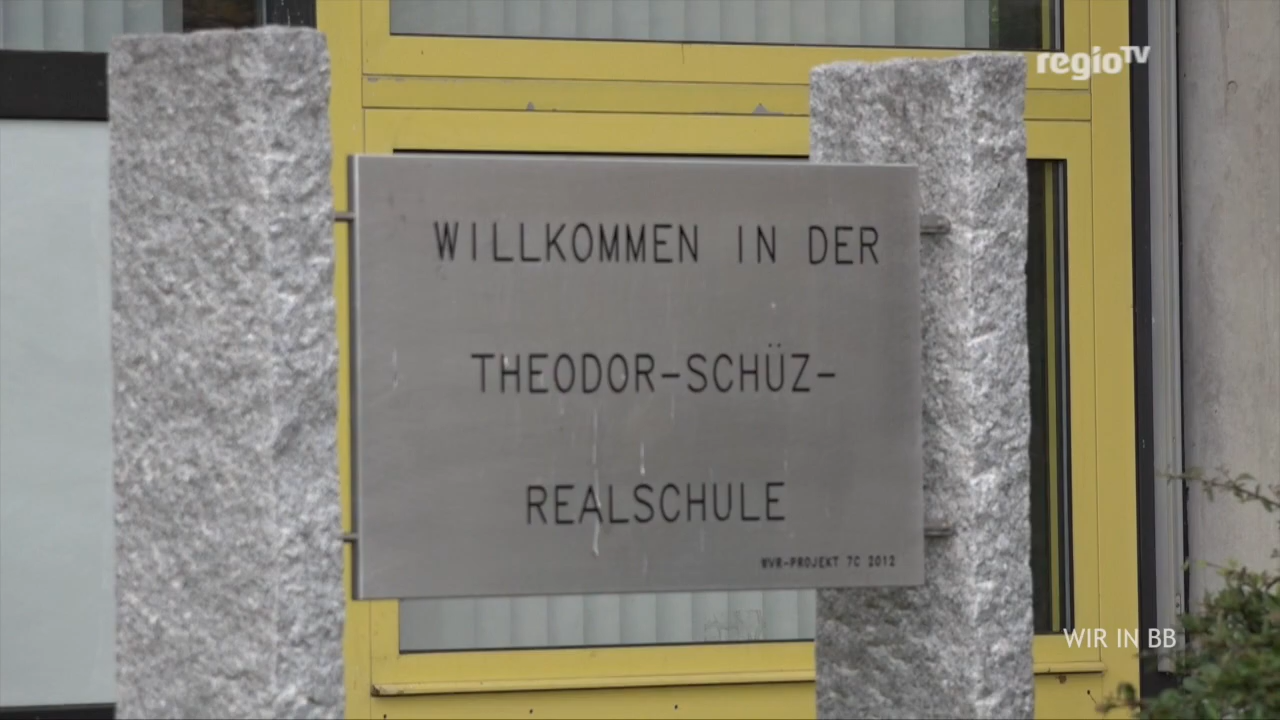 regioTV
WILLKOMMEN IN DER
THEODOR-SCHÜZ-
REALSCHULE
WVR-PROJEKT 7C 2012
WIR IN BB